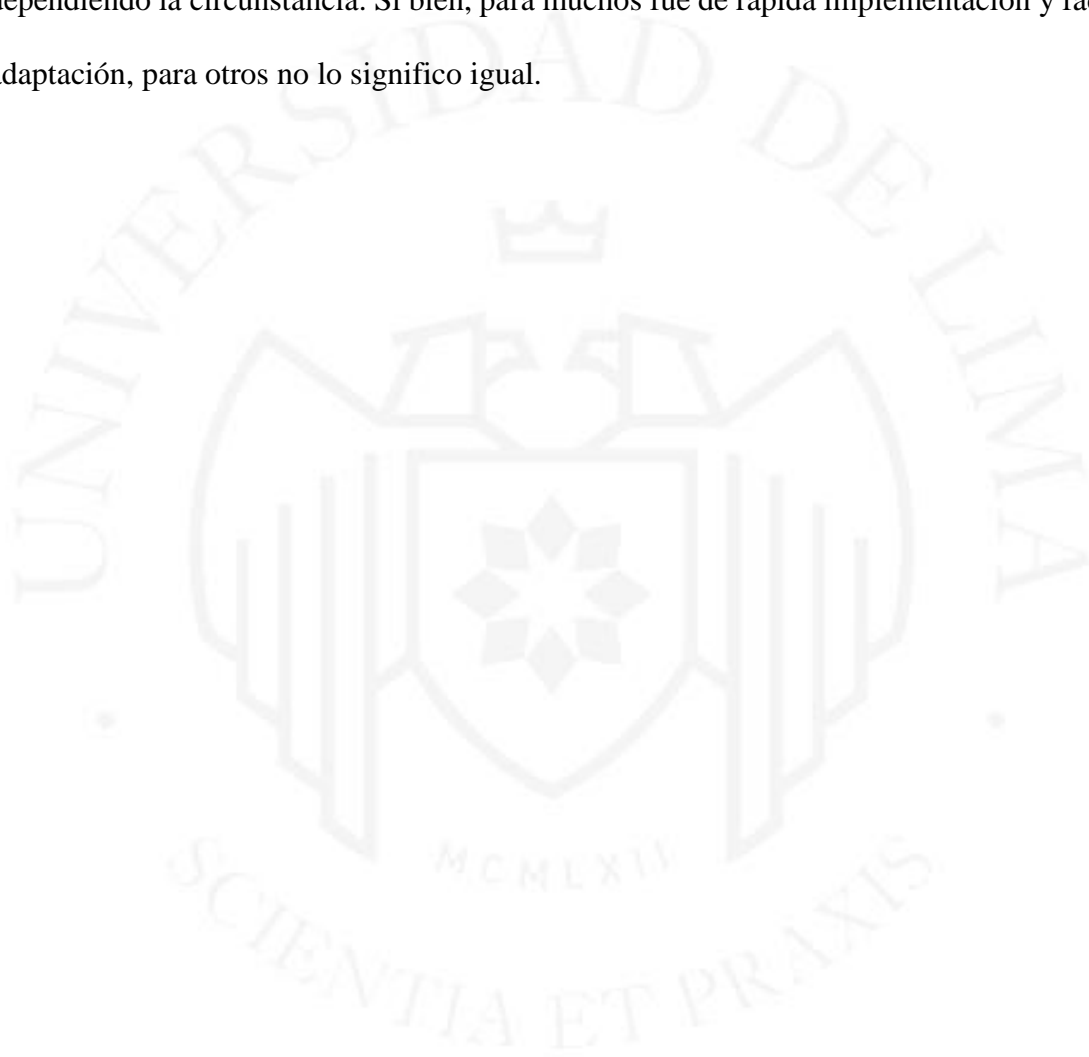 dependiendo la circunstancia. Si bien, para muchos fue de rápida implementación y
adaptación, para otros no lo significo igual.
UNIVERSIDAD DE LIMA
MCMLXII
SCIENTIA ET PRAXIS